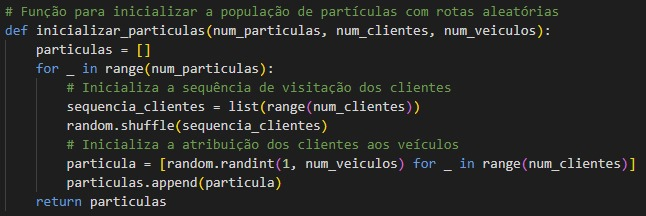 # Função para inicializar a população de partículas com rotas aleatórias
def inicializar_particulas(num_particulas, num_clientes, num_veiculos):
    particulas = []
    for _ in range(num_particulas):
        # Inicializa a sequência de visitação dos clientes
        sequencia_clientes = list(range(num_clientes))
        random.shuffle(sequencia_clientes)
        # Inicializa a atribuição dos clientes aos veículos
        particula = [random.randint(1, num_veiculos) for _ in range(num_clientes)]
        particulas.append(particula)
    return particulas